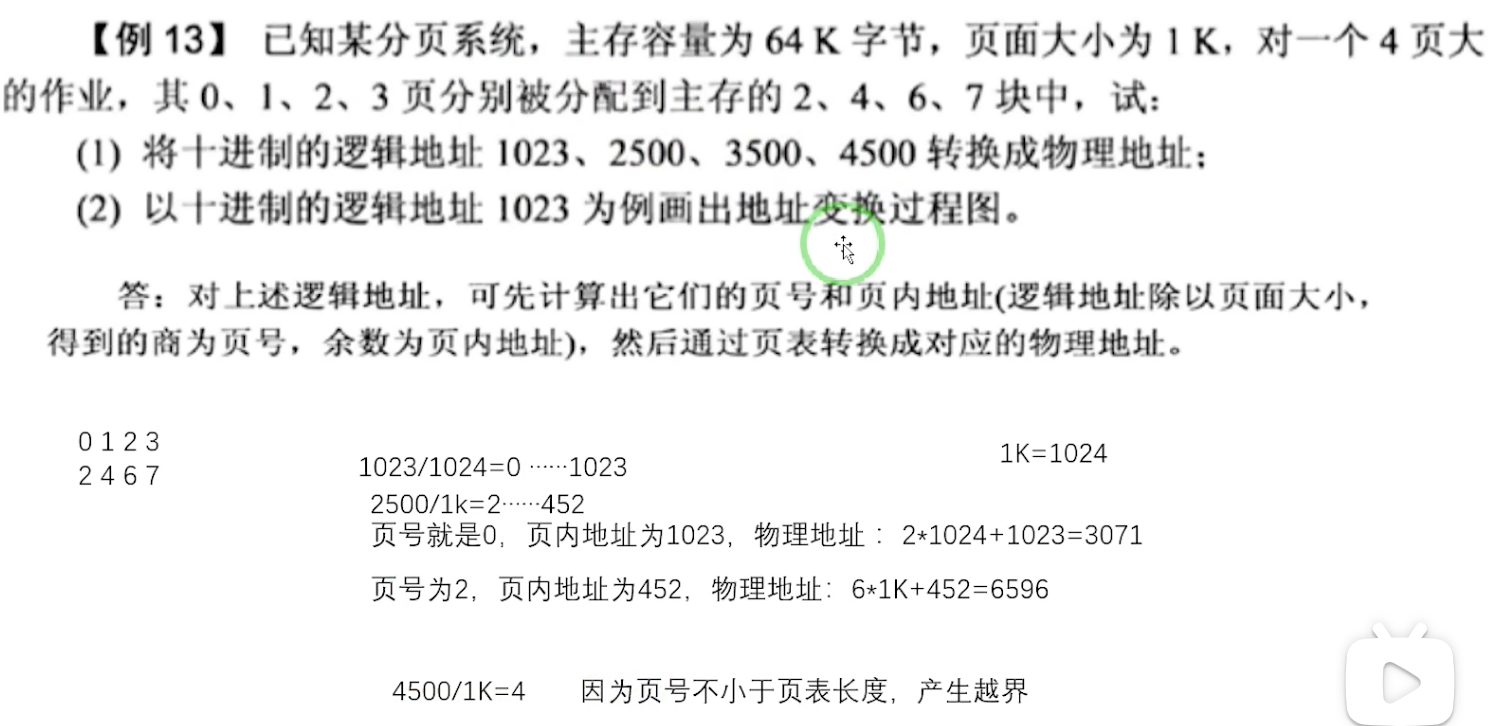 【例 13】 已知某分页系统，主存容量为 64 K 字节，页面大小为 1 K，对一个 4 页大
的作业，其 0、1、2、3 页分别被分配到主存的 2、4、6、7 块中，试：
(1) 将十进制的逻辑地址 1023、2500、3500、4500 转换成物理地址；
(2) 以十进制的逻辑地址 1023 为例画出地址变换过程图。
答：对上述逻辑地址，可先计算出它们的页号和页内地址(逻辑地址除以页面大小，
得到的商为页号，余数为页内地址)，然后通过页表转换成对应的物理地址。
0 1 2 3
2 4 6 7
1K=1024
1023/1024=0 ······1023
2500/1k=2······452
页号就是0，页内地址为1023，物理地址 ：2*1024+1023=3071
页号为2，页内地址为452，物理地址：6*1K+452=6596
4500/1K=4 因为页号不小于页表长度，产生越界